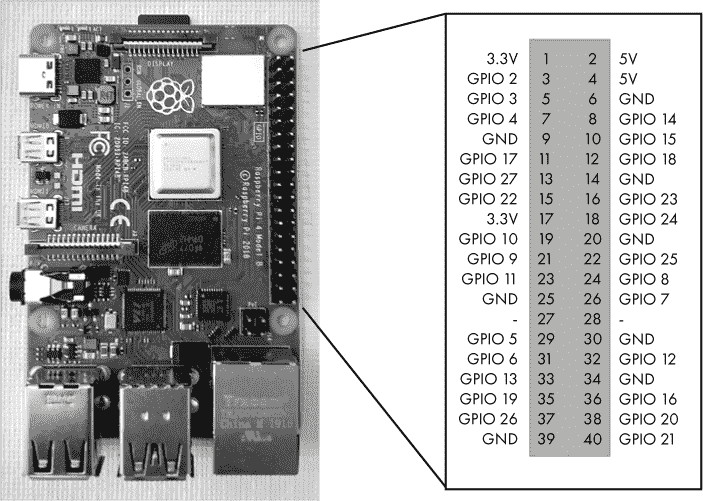 DISPLAY
POWER
HDMI
FC
CE
CAMERA
Raspberry Pi 4 Model B
© Raspberry Pi 2018
3.3V 1 2 5V
GPIO 2 3 4 5V
GPIO 3 5 6 GND
GPIO 4 7 8 GPIO 14
GND 9 10 GPIO 15
GPIO 17 11 12 GPIO 18
GPIO 27 13 14 GND
GPIO 22 15 16 GPIO 23
3.3V 17 18 GPIO 24
GPIO 10 19 20 GND
GPIO 9 21 22 GPIO 25
GPIO 11 23 24 GPIO 8
GND 25 26 GPIO 7
- 27 28 -
GPIO 5 29 30 GND
GPIO 6 31 32 GPIO 12
GPIO 13 33 34 GND
GPIO 19 35 36 GPIO 16
GPIO 26 37 38 GPIO 20
GND 39 40 GPIO 21